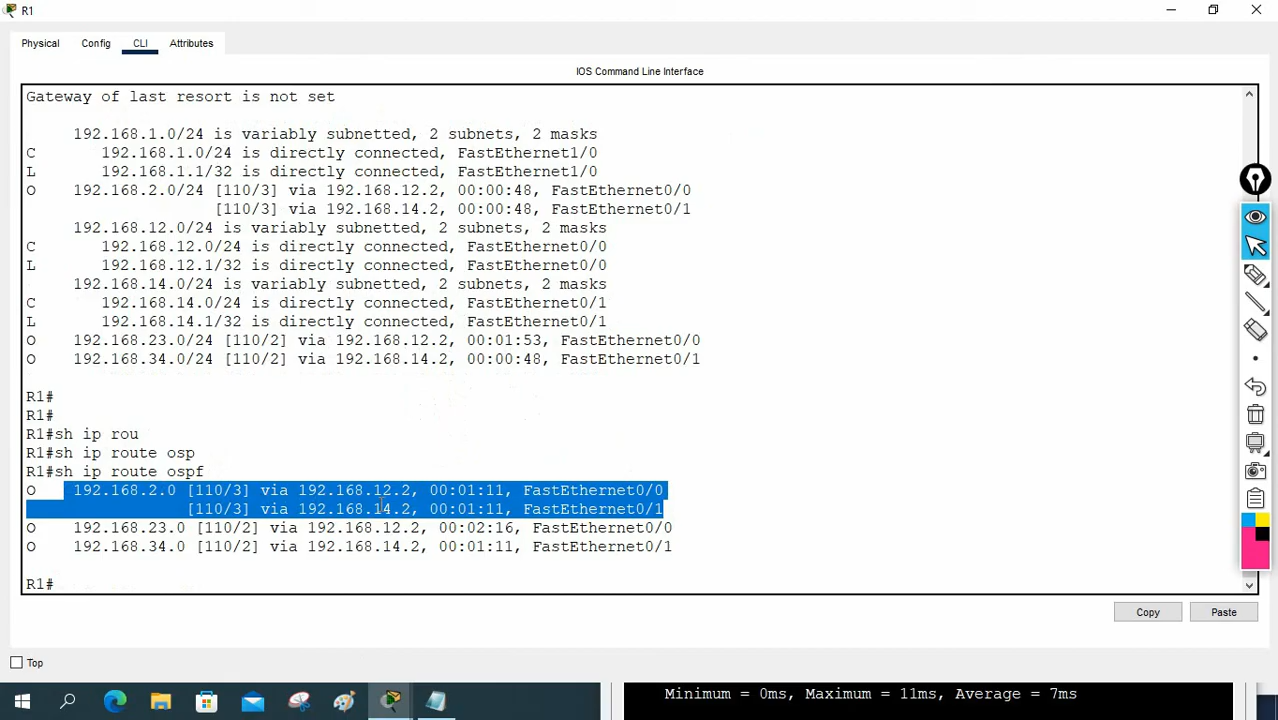 R1
Physical Config CLI Attributes
IOS Command Line Interface
Gateway of last resort is not set
192.168.1.0/24 is variably subnetted, 2 subnets, 2 masks
C 192.168.1.0/24 is directly connected, FastEthernet1/0
L 192.168.1.1/32 is directly connected, FastEthernet1/0
O 192.168.2.0/24 [110/3] via 192.168.12.2, 00:00:48, FastEthernet0/0
[110/3] via 192.168.14.2, 00:00:48, FastEthernet0/1
192.168.12.0/24 is variably subnetted, 2 subnets, 2 masks
C 192.168.12.0/24 is directly connected, FastEthernet0/0
L 192.168.12.1/32 is directly connected, FastEthernet0/0
192.168.14.0/24 is variably subnetted, 2 subnets, 2 masks
C 192.168.14.0/24 is directly connected, FastEthernet0/1
L 192.168.14.1/32 is directly connected, FastEthernet0/1
O 192.168.23.0/24 [110/2] via 192.168.12.2, 00:01:53, FastEthernet0/0
O 192.168.34.0/24 [110/2] via 192.168.14.2, 00:00:48, FastEthernet0/1
R1#
R1#
R1#sh ip rou
R1#sh ip route osp
R1#sh ip route ospf
O 192.168.2.0 [110/3] via 192.168.12.2, 00:01:11, FastEthernet0/0
[110/3] via 192.168.14.2, 00:01:11, FastEthernet0/1
O 192.168.23.0 [110/2] via 192.168.12.2, 00:02:16, FastEthernet0/0
O 192.168.34.0 [110/2] via 192.168.14.2, 00:01:11, FastEthernet0/1
R1#
Copy Paste
Top
Minimum = 0ms, Maximum = 11ms, Average = 7ms